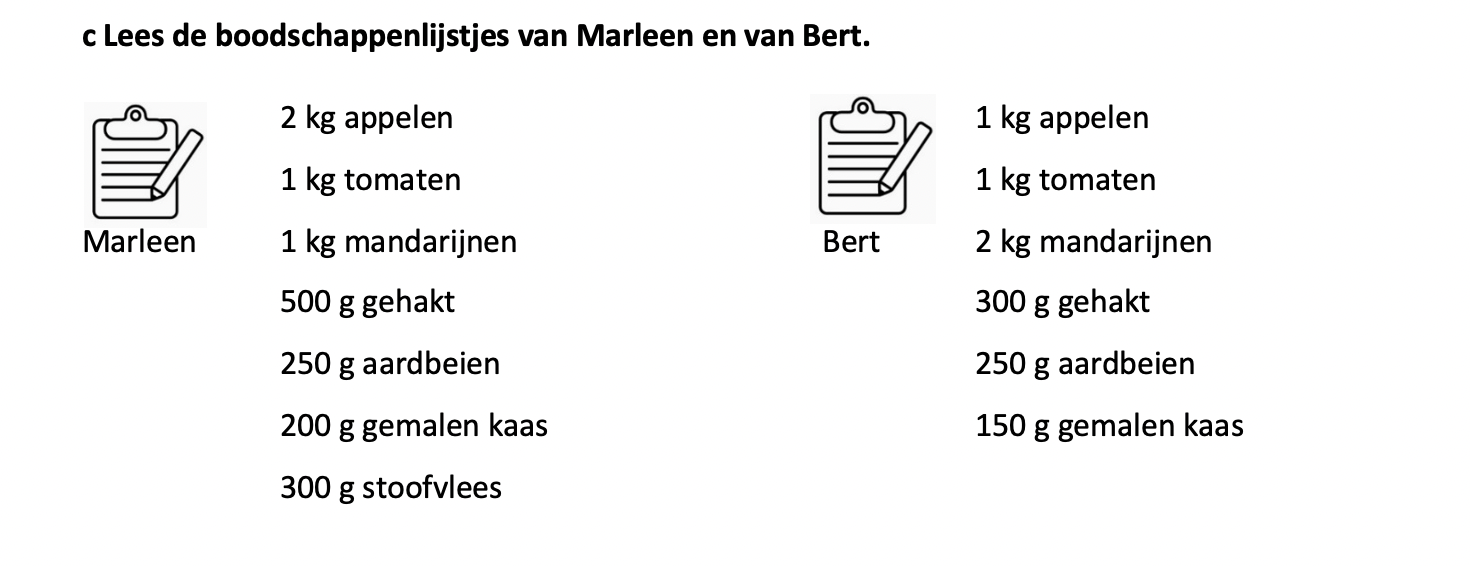 c Lees de boodschappenlijstjes van Marleen en van Bert.
Marleen
2 kg appelen
1 kg tomaten
1 kg mandarijnen
500 g gehakt
250 g aardbeien
200 g gemalen kaas
300 g stoofvlees
Bert
1 kg appelen
1 kg tomaten
2 kg mandarijnen
300 g gehakt
250 g aardbeien
150 g gemalen kaas